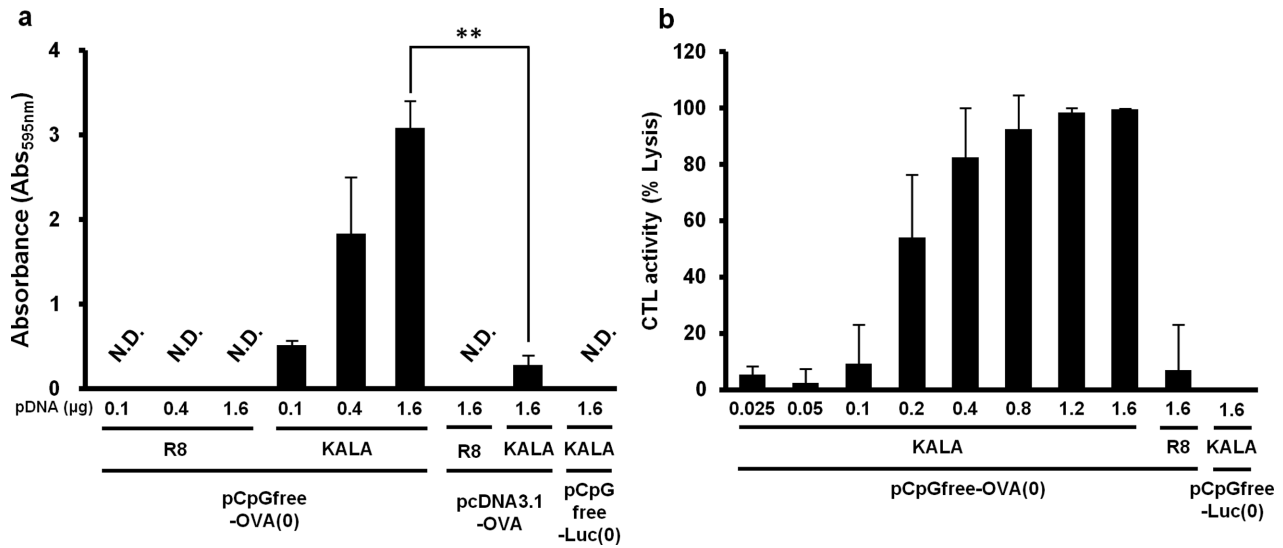 a
Absorbance (Abs595nm)
4
3
2
1
0
**
N.D.
N.D.
N.D.
N.D.
N.D.
pDNA (μg)
0.1 0.4 1.6 0.1 0.4 1.6 1.6 1.6 1.6
R8 KALA R8 KALA KALA
pCpGfree
-OVA(0)
pcDNA3.1
-OVA
pCpG
free
-Luc(0)
b
CTL activity (% Lysis)
120
100
80
60
40
20
0
0.025 0.05 0.1 0.2 0.4 0.8 1.2 1.6 1.6 1.6
KALA R8 KALA
pCpGfree-OVA(0)
pCpGfree
-Luc(0)